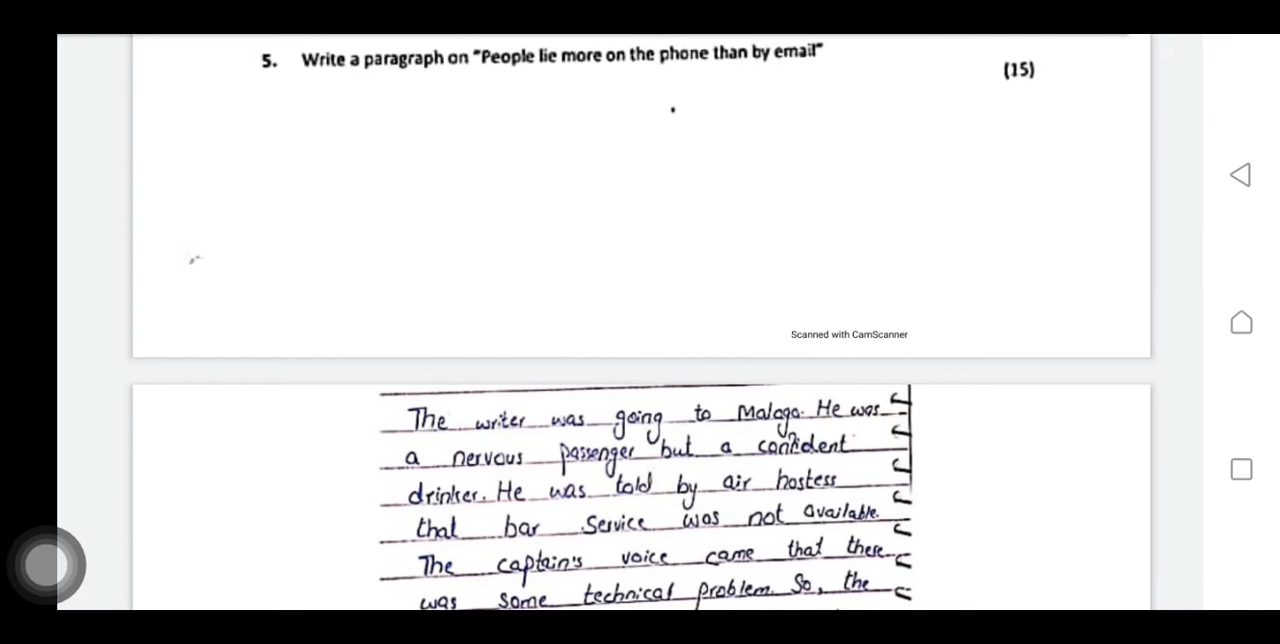 5. Write a paragraph on "People lie more on the phone than by email"
(15)
Scanned with CamScanner
The writer was going to Malaga. He was
a nervous passenger but a confident
drinker. He was told by air hostess
that bar Service was not available.
The captain's voice came that there
was some technical problem. So, the